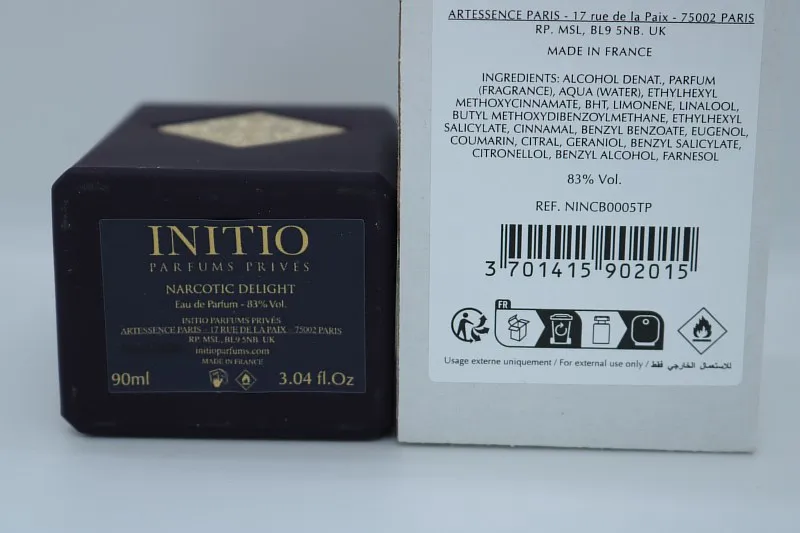 INITIO
PARFUMS PRIVÉS
NARCOTIC DELIGHT
Eau de Parfum - 83% Vol.
INITIO PARFUMS PRIVÉS
ARTESSENCE PARIS - 17 RUE DE LA PAIX - 75002 PARIS
RP. MSL, BL9 5NB. UK
initioparfums.com
MADE IN FRANCE
90ml
3.04 fl.Oz
ARTESSENCE PARIS - 17 rue de la Paix - 75002 PARIS
RP. MSL, BL9 5NB. UK
MADE IN FRANCE
INGREDIENTS: ALCOHOL DENAT., PARFUM
(FRAGRANCE), AQUA (WATER), ETHYLHEXYL
METHOXYCINNAMATE, BHT, LIMONENE, LINALOOL,
BUTYL METHOXYDIBENZOYLMETHANE, ETHYLHEXYL
SALICYLATE, CINNAMAL, BENZYL BENZOATE, EUGENOL,
COUMARIN, CITRAL, GERANIOL, BENZYL SALICYLATE,
CITRONELLOL, BENZYL ALCOHOL, FARNESOL
83% Vol.
REF. NINCB0005TP
3 701415 902015
FR
Usage externe uniquement / For external use only / للاستعمال الخارجي فقط